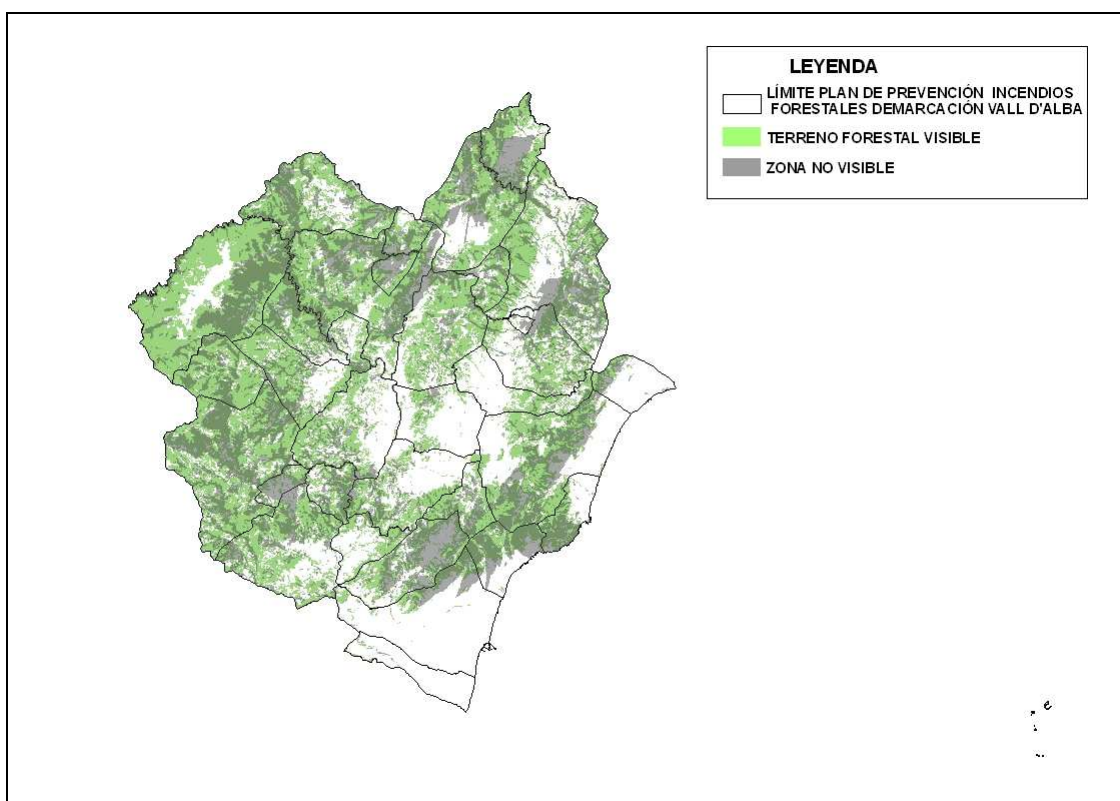 LEYENDA
LÍMITE PLAN DE PREVENCIÓN INCENDIOS
FORESTALES DEMARCACIÓN VALL D'ALBA
TERRENO FORESTAL VISIBLE
ZONA NO VISIBLE